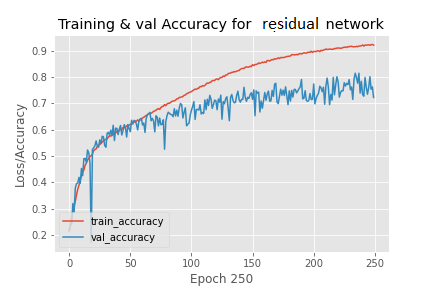 Training & val Accuracy for residual network
Loss/Accuracy
0.9
0.8
0.7
0.6
0.5
0.4
0.3
0.2
train_accuracy
val_accuracy
0 50 100 150 200 250
Epoch 250